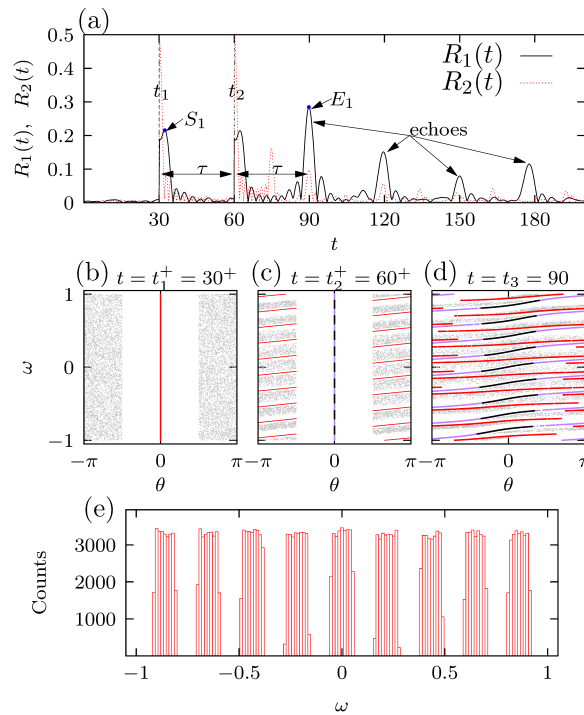 (a)
R₁(t), R₂(t)
0.5
0.4
0.3
0.2
0.1
0
t₁
t₂
S₁
E₁
R₁(t)
R₂(t)
echoes
τ
τ
30 60 90 120 150 180
t
(b) t = t₁⁺ = 30⁺
(c) t = t₂⁺ = 60⁺
(d) t = t₃ = 90
ω
1
0
−1
−π 0 π
−π 0 π
−π 0 π
θ
θ
θ
(e)
Counts
3000
2000
1000
−1 −0.5 0 0.5 1
ω